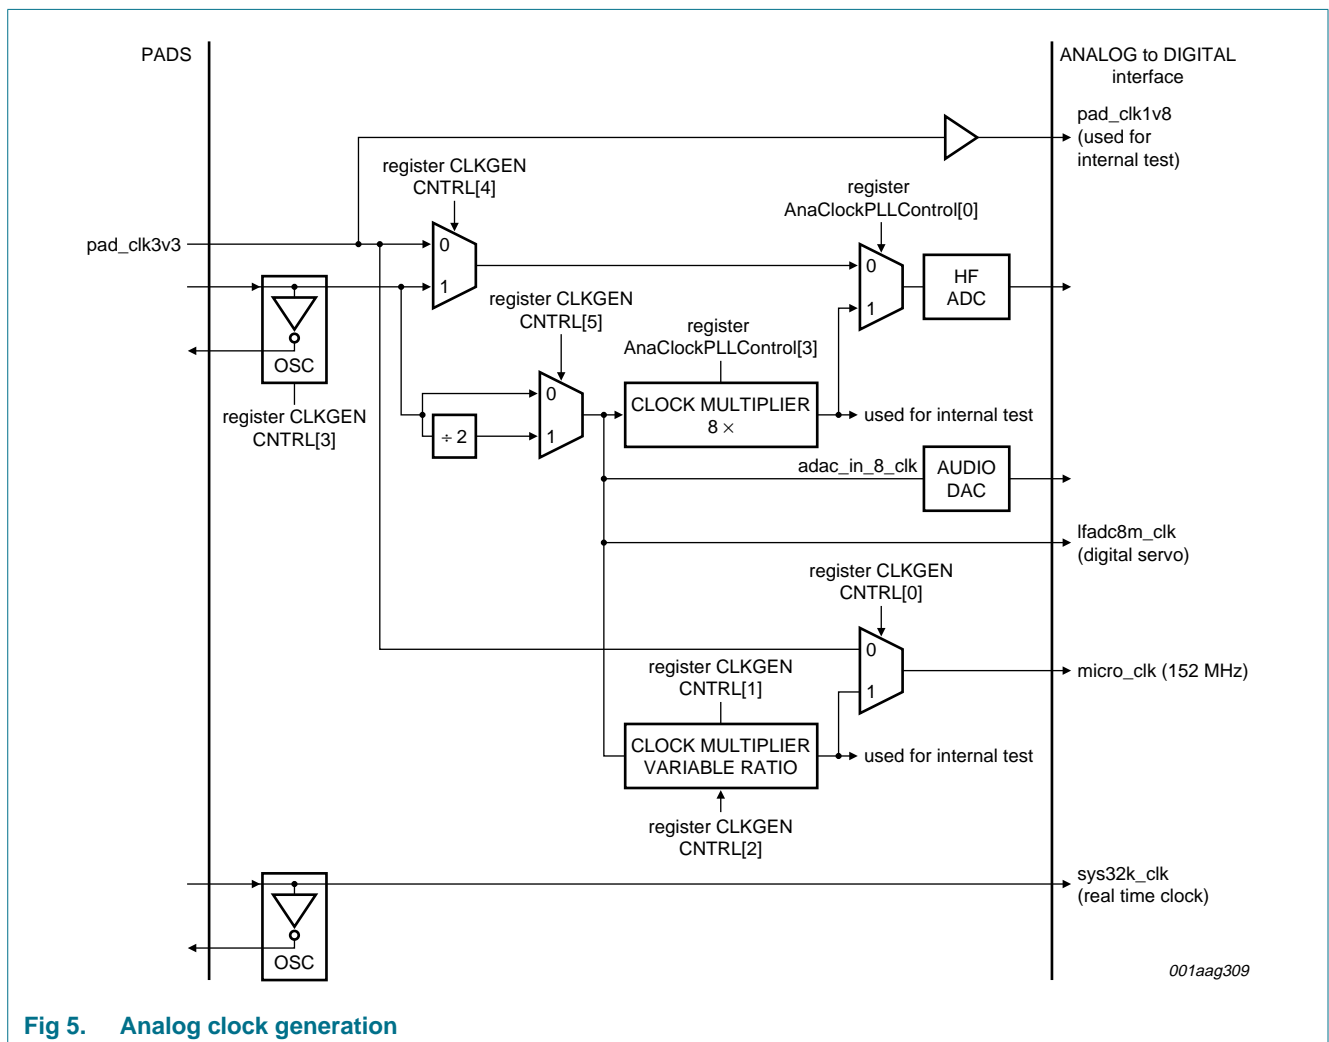 PADS
ANALOG to DIGITAL
interface
pad_clk1v8
(used for
internal test)
register CLKGEN
CNTRL[4]
register
AnaClockPLLControl[0]
pad_clk3v3
0
1
0
1
HF
ADC
OSC
register CLKGEN
CNTRL[3]
register CLKGEN
CNTRL[5]
register
AnaClockPLLControl[3]
0
1
÷ 2
CLOCK MULTIPLIER
8 ×
used for internal test
adac_in_8_clk
AUDIO
DAC
lfadc8m_clk
(digital servo)
register CLKGEN
CNTRL[0]
0
1
micro_clk (152 MHz)
register CLKGEN
CNTRL[1]
CLOCK MULTIPLIER
VARIABLE RATIO
used for internal test
register CLKGEN
CNTRL[2]
OSC
sys32k_clk
(real time clock)
001aag309
Fig 5. Analog clock generation